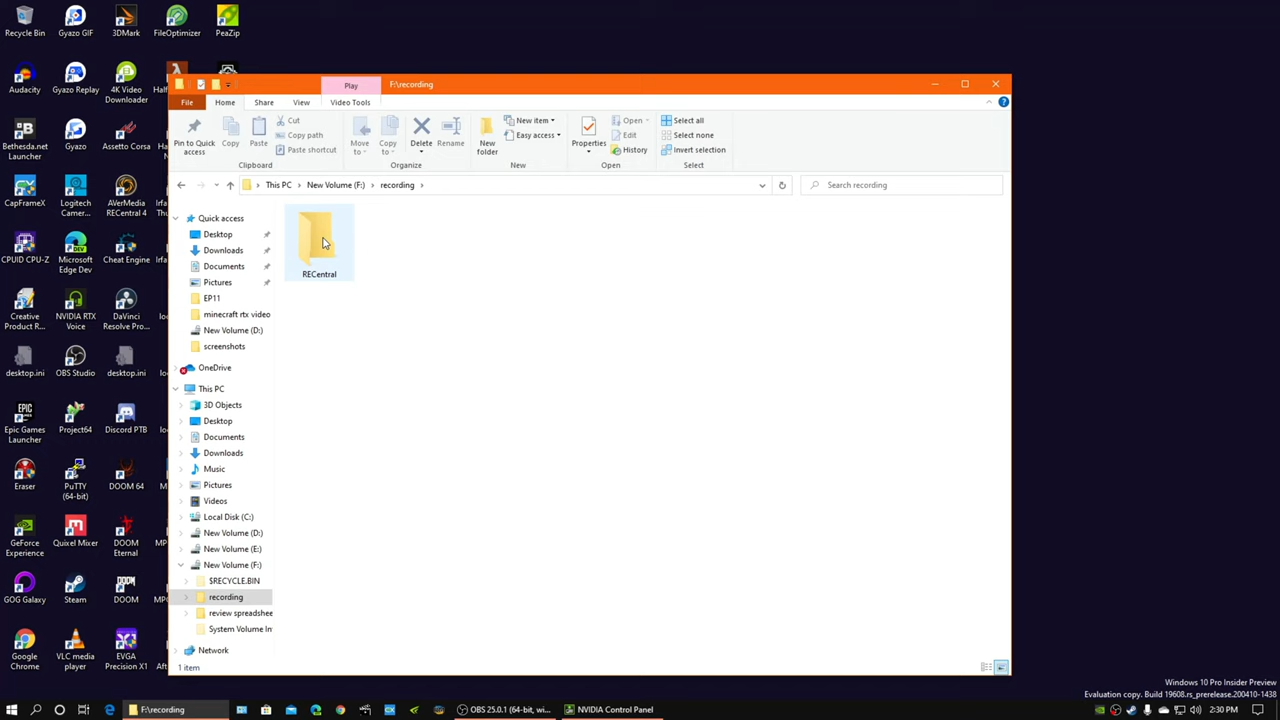 Recycle Bin
Gyazo GIF
3DMark
FileOptimizer
PeaZip
Audacity
Gyazo Replay
4K Video Downloader
Half
Bethesda.net Launcher
Gyazo
Assetto Corsa
CapFrameX
Logitech Camer...
AVerMedia RECentral 4
Irfa
CPUID CPU-Z
Microsoft Edge Dev
Cheat Engine
Irfa
Creative Product R...
NVIDIA RTX Voice
DaVinci Resolve Pro...
desktop.ini
OBS Studio
desktop.ini
Epic Games Launcher
Project64
Discord PTB
Eraser
PuTTY (64-bit)
DOOM 64
GeForce Experience
Quixel Mixer
DOOM Eternal
GOG Galaxy
Steam
DOOM
Google Chrome
VLC media player
EVGA Precision X1
Play
F:\recording
File
Home
Share
View
Video Tools
Pin to Quick access
Copy
Paste
Cut
Copy path
Paste shortcut
Clipboard
Move to
Copy to
Delete
Rename
Organize
New folder
New item
Easy access
New
Properties
Open
Edit
History
Open
Select all
Select none
Invert selection
Select
This PC > New Volume (F:) > recording >
Search recording
Quick access
Desktop
Downloads
Documents
Pictures
EP11
minecraft rtx video
New Volume (D:)
screenshots
OneDrive
This PC
3D Objects
Desktop
Documents
Downloads
Music
Pictures
Videos
Local Disk (C:)
New Volume (D:)
New Volume (E:)
New Volume (F:)
$RECYCLE.BIN
recording
review spreadshee
System Volume In
Network
RECentral
1 item
Windows 10 Pro Insider Preview
Evaluation copy. Build 19608.rs_prerelease.200410-1438
F:\recording
OBS 25.0.1 (64-bit, wi...
NVIDIA Control Panel
2:30 PM